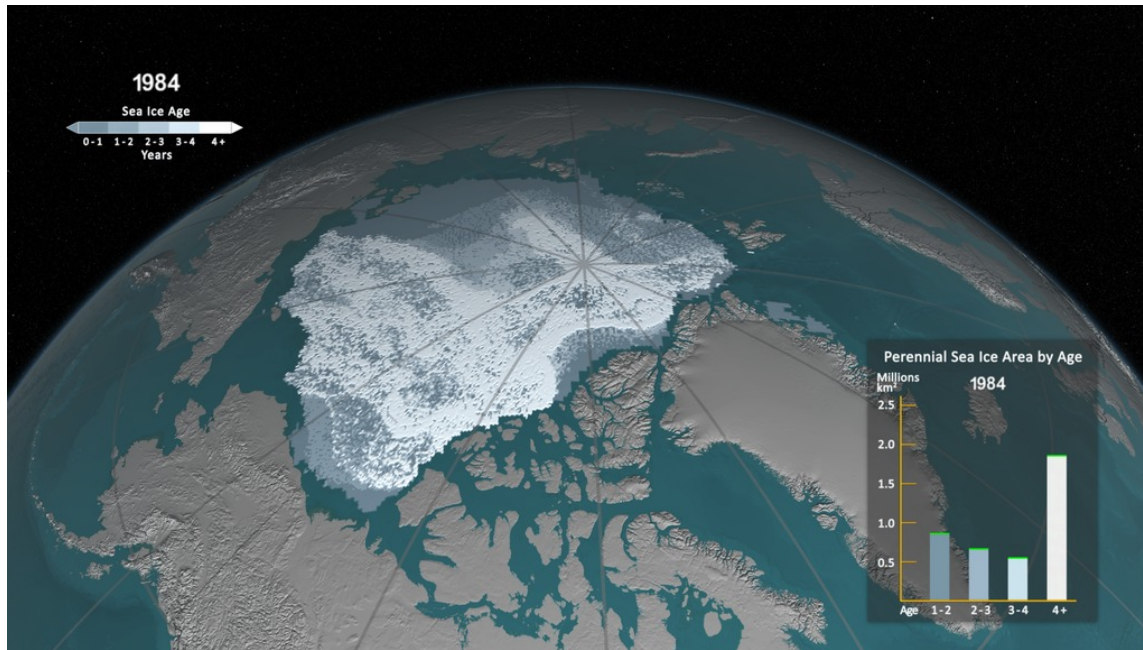 1984
Sea Ice Age
0-1 1-2 2-3 3-4 4+
Years
Perennial Sea Ice Area by Age
Millions
km²
1984
2.5
2.0
1.5
1.0
0.5
Age 1-2 2-3 3-4 4+